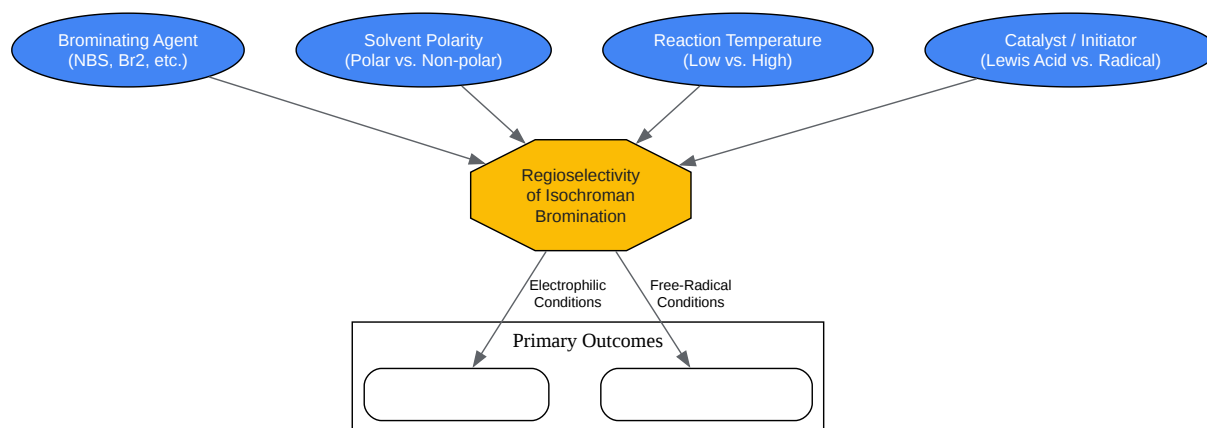 Brominating Agent
(NBS, Br2, etc.)
Solvent Polarity
(Polar vs. Non-polar)
Reaction Temperature
(Low vs. High)
Catalyst / Initiator
(Lewis Acid vs. Radical)
Regioselectivity
of Isochroman
Bromination
Electrophilic
Conditions
Free-Radical
Conditions
Primary Outcomes